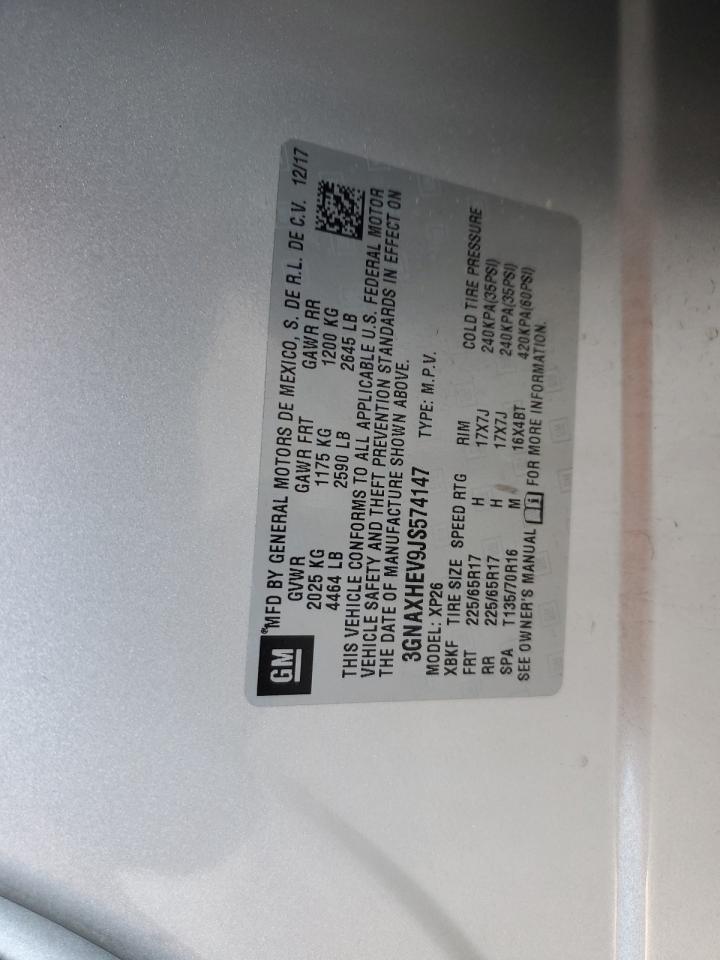 GM
® MFD BY GENERAL MOTORS DE MEXICO, S. DE R.L. DE C.V. 12/17
GVWR GAWR FRT GAWR RR
2025 KG 1175 KG 1200 KG
4464 LB 2590 LB 2645 LB
THIS VEHICLE CONFORMS TO ALL APPLICABLE U.S. FEDERAL MOTOR
VEHICLE SAFETY AND THEFT PREVENTION STANDARDS IN EFFECT ON
THE DATE OF MANUFACTURE SHOWN ABOVE.
3GNAXHEV9JS574147 TYPE: M.P.V.
MODEL: XP26
XBKF TIRE SIZE SPEED RTG RIM COLD TIRE PRESSURE
FRT 225/65R17 H 17X7J 240KPA(35PSI)
RR 225/65R17 H 17X7J 240KPA(35PSI)
SPA T135/70R16 M 16X4BT 420KPA(60PSI)
SEE OWNER'S MANUAL FOR MORE INFORMATION.